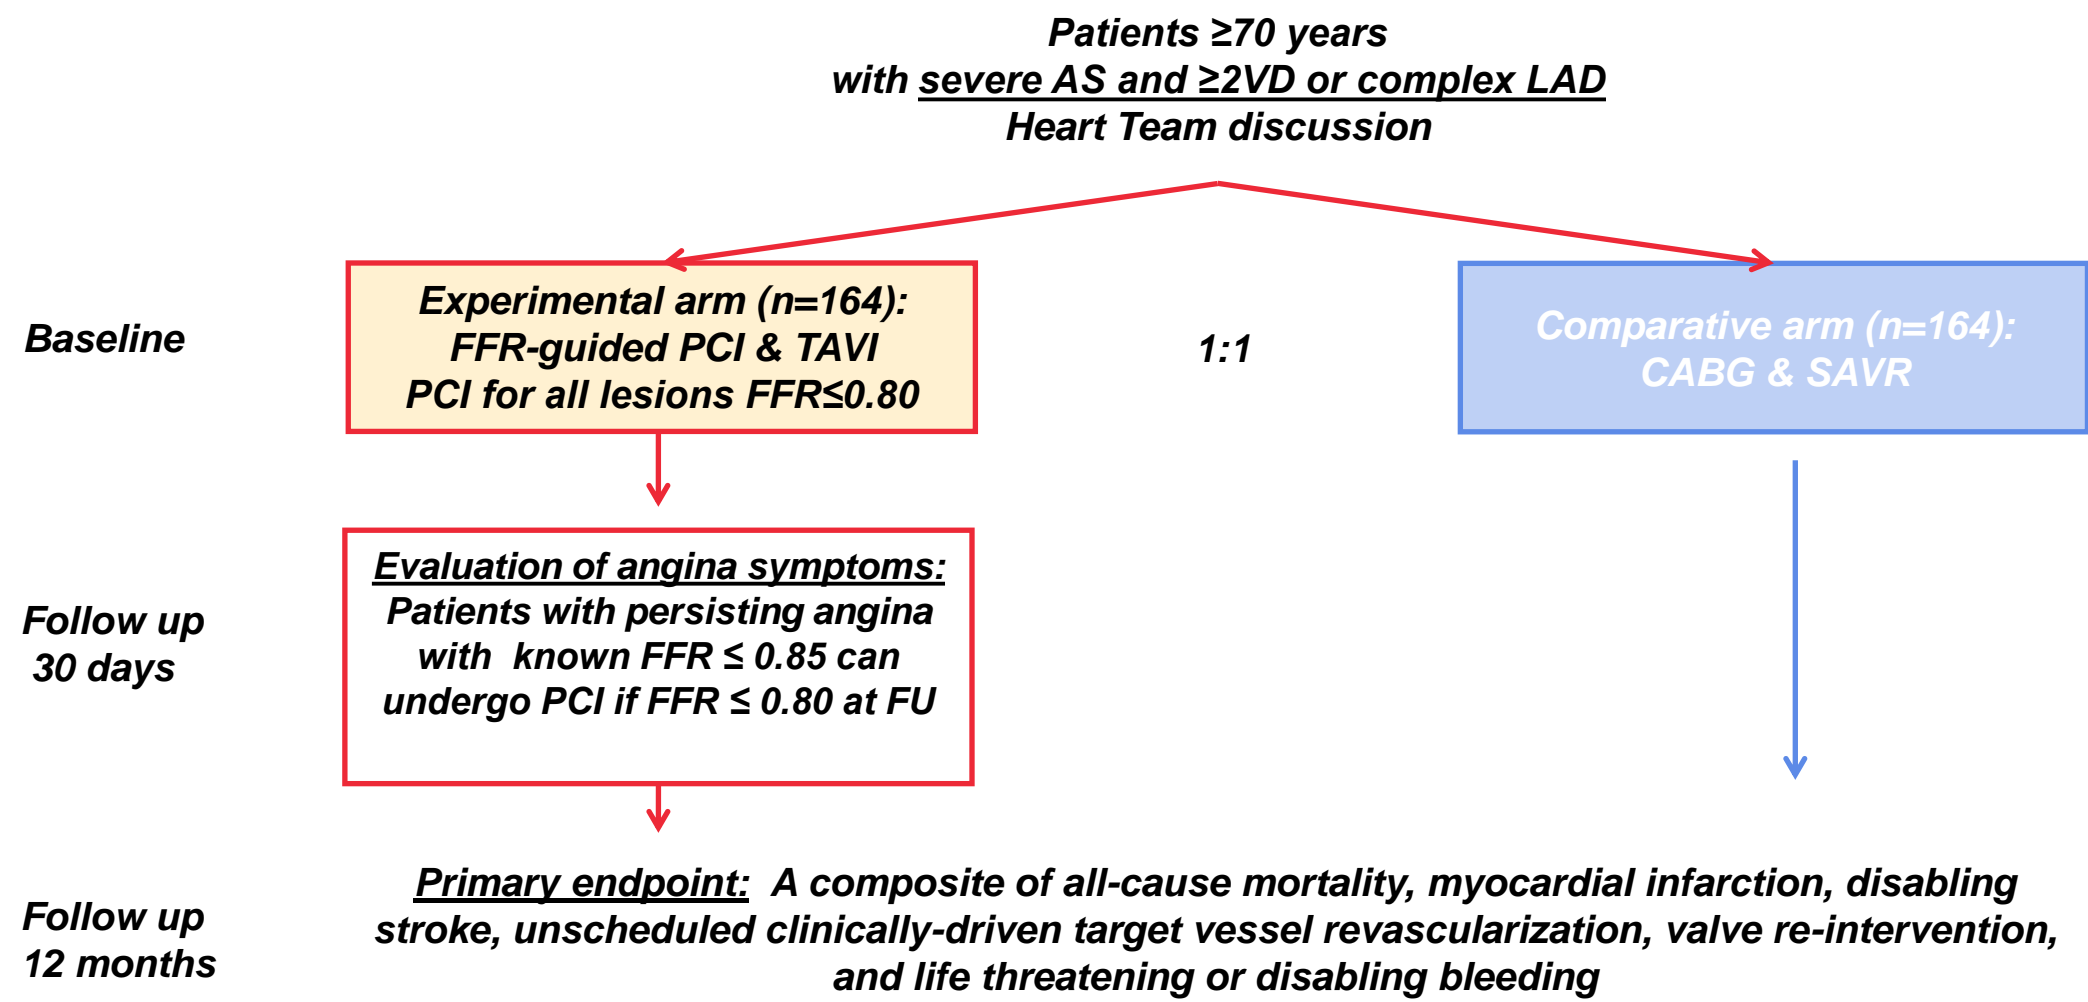 Patients ≥70 years
with severe AS and ≥2VD or complex LAD
Heart Team discussion
Baseline
Experimental arm (n=164):
FFR-guided PCI & TAVI
PCI for all lesions FFR≤0.80
1:1
Comparative arm (n=164):
CABG & SAVR
Follow up
30 days
Evaluation of angina symptoms:
Patients with persisting angina
with known FFR ≤ 0.85 can
undergo PCI if FFR ≤ 0.80 at FU
Follow up
12 months
Primary endpoint: A composite of all-cause mortality, myocardial infarction, disabling
stroke, unscheduled clinically-driven target vessel revascularization, valve re-intervention,
and life threatening or disabling bleeding